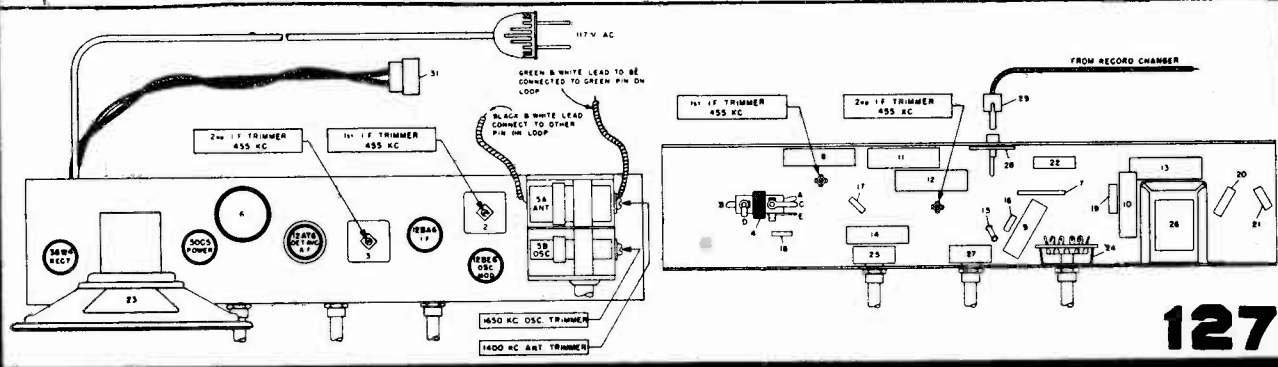 117 V AC
31
GREEN & WHITE LEAD TO BE
CONNECTED TO GREEN PIN ON
LOOP
BLACK & WHITE LEAD
CONNECT TO OTHER
PIN ON LOOP
2ND I F TRIMMER
455 KC
1ST I F TRIMMER
455 KC
35W4
RECT
6
50C5
POWER
12AT6
DET AVC
A F
3
12BA6
I F
2
12BE6
OSC
MOD
5A
ANT
5B
OSC
23
1650 KC OSC. TRIMMER
1400 KC ANT TRIMMER
FROM RECORD CHANGER
29
1ST I F TRIMMER
455 KC
2ND I F TRIMMER
455 KC
8
11
12
28
22
7
13
20
B
D
4
A
C
E
17
18
14
25
27
15
16
9
19
10
24
26
21
127